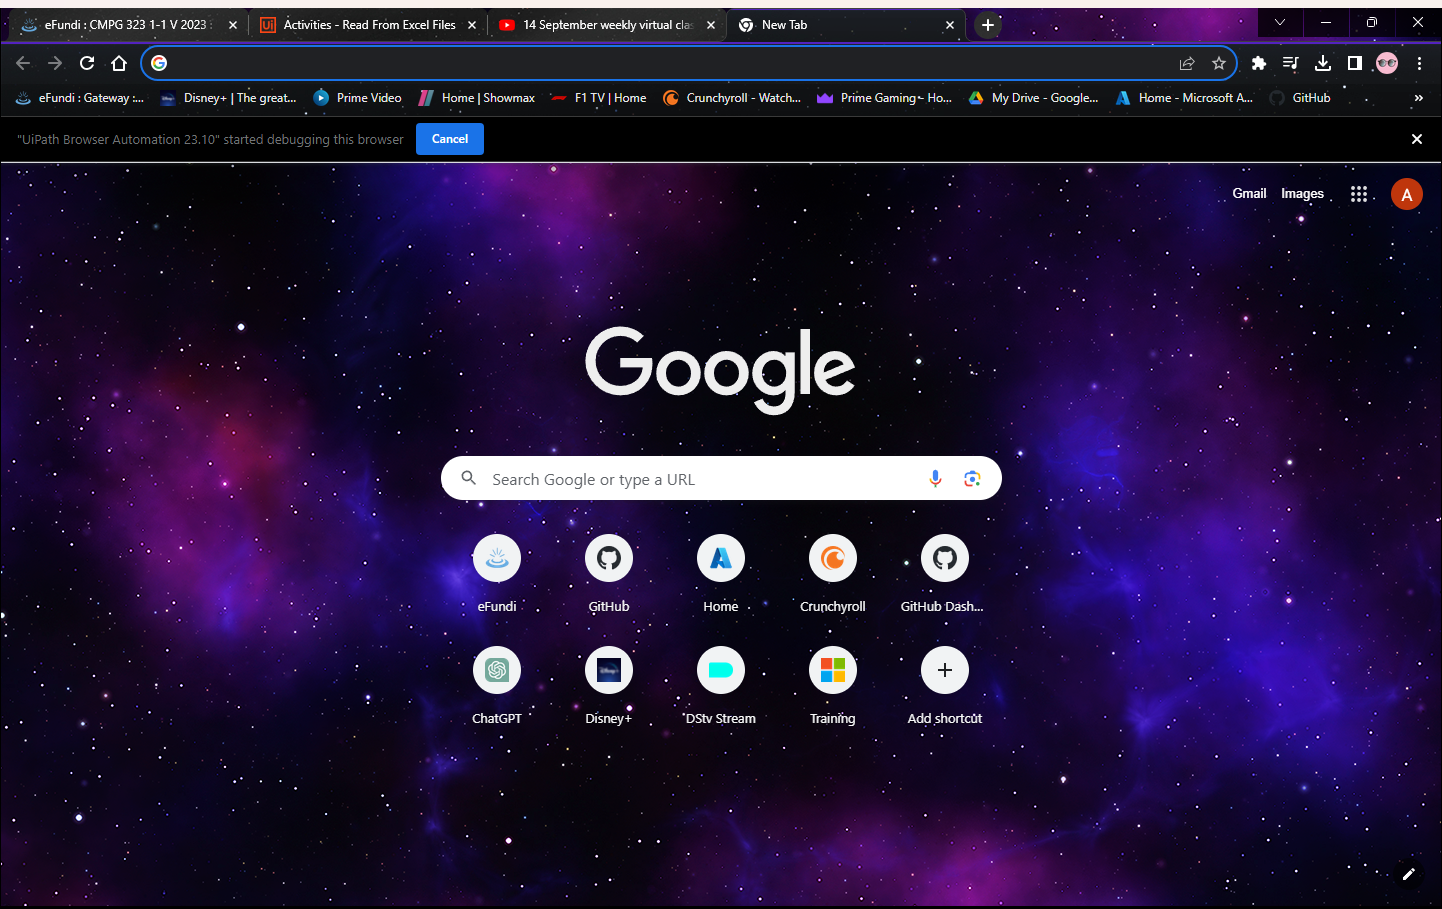 eFundi : CMPG 323 1-1 V 2023 :
Activities - Read From Excel Files
14 September weekly virtual clas
New Tab
eFundi : Gateway :...
Disney+ | The great...
Prime Video
Home | Showmax
F1 TV | Home
Crunchyroll - Watch...
Prime Gaming - Ho...
My Drive - Google...
Home - Microsoft A...
GitHub
"UiPath Browser Automation 23.10" started debugging this browser
Cancel
Gmail
Images
A
Google
Search Google or type a URL
eFundi
GitHub
Home
Crunchyroll
GitHub Dash...
ChatGPT
Disney+
DStv Stream
Training
Add shortcut